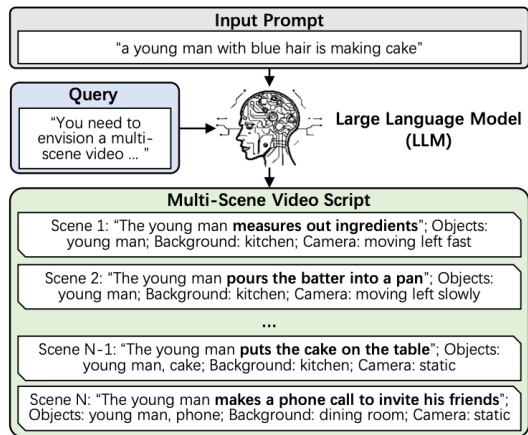 Input Prompt
“a young man with blue hair is making cake”
Query
“You need to
envision a multi-
scene video ... ”
Large Language Model
(LLM)
Multi-Scene Video Script
Scene 1: “The young man measures out ingredients”; Objects:
young man; Background: kitchen; Camera: moving left fast
Scene 2: “The young man pours the batter into a pan”; Objects:
young man; Background: kitchen; Camera: moving left slowly
...
Scene N-1: “The young man puts the cake on the table”; Objects:
young man, cake; Background: kitchen; Camera: static
Scene N: “The young man makes a phone call to invite his friends”;
Objects: young man, phone; Background: dining room; Camera: static